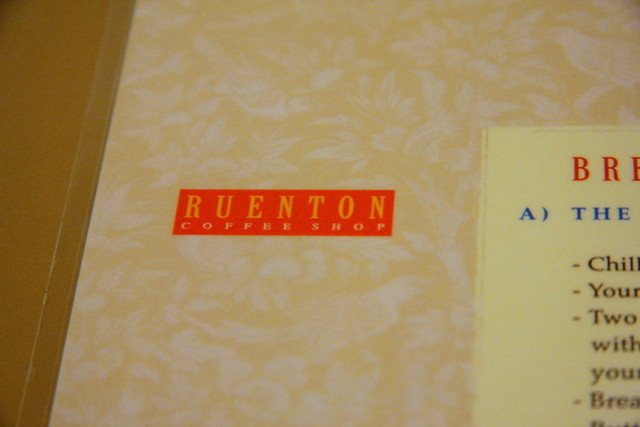 RUENTON
COFFEE SHOP
BRE
A) THE
- Chill
- Your
- Two
with
your
- Brea